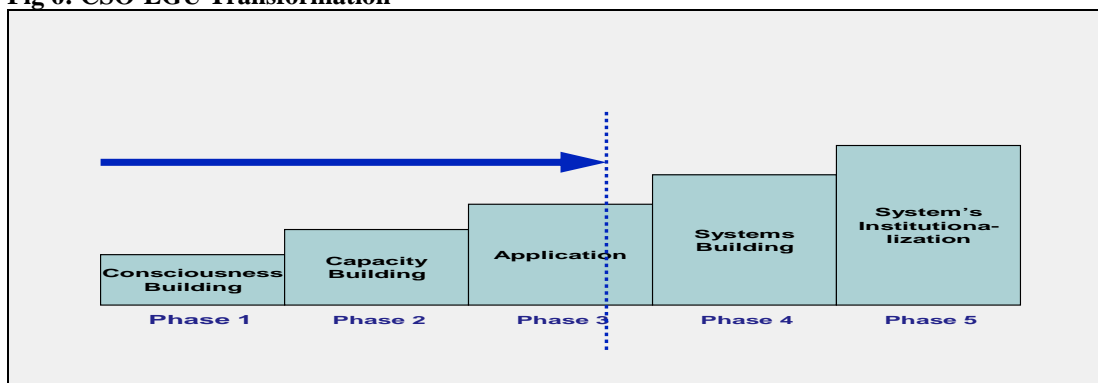 Fig 6: CSO-LGU Transformation
Consciousness
Building
Capacity
Building
Application
Systems
Building
System's
Institutiona-
lization
Phase 1
Phase 2
Phase 3
Phase 4
Phase 5